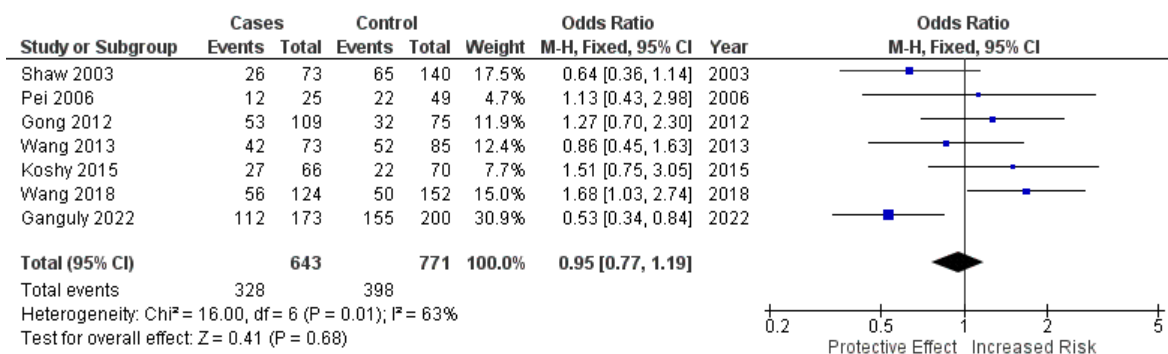 Cases Control Odds Ratio Odds Ratio
Study or Subgroup Events Total Events Total Weight M-H, Fixed, 95% CI Year M-H, Fixed, 95% CI
Shaw 2003 26 73 65 140 17.5% 0.64 [0.36, 1.14] 2003
Pei 2006 12 25 22 49 4.7% 1.13 [0.43, 2.98] 2006
Gong 2012 53 109 32 75 11.9% 1.27 [0.70, 2.30] 2012
Wang 2013 42 73 52 85 12.4% 0.86 [0.45, 1.63] 2013
Koshy 2015 27 66 22 70 7.7% 1.51 [0.75, 3.05] 2015
Wang 2018 56 124 50 152 15.0% 1.68 [1.03, 2.74] 2018
Ganguly 2022 112 173 155 200 30.9% 0.53 [0.34, 0.84] 2022
Total (95% CI) 643 771 100.0% 0.95 [0.77, 1.19]
Total events 328 398
Heterogeneity: Chi² = 16.00, df = 6 (P = 0.01); I² = 63%
Test for overall effect: Z = 0.41 (P = 0.68)
0.2 0.5 1 2 5
Protective Effect Increased Risk